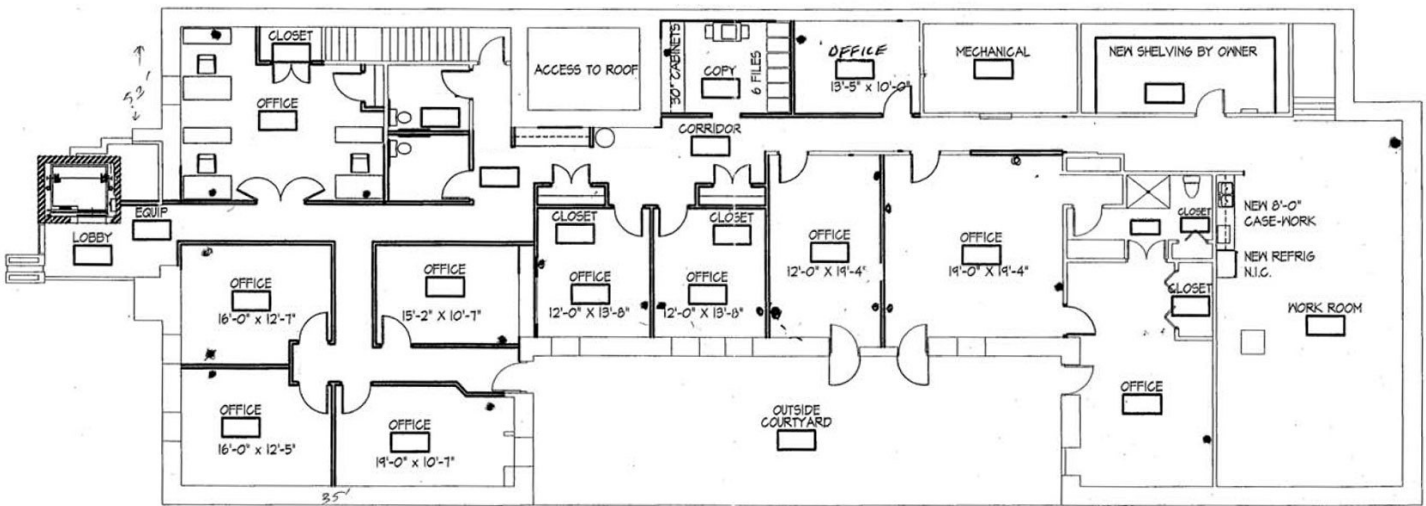 CLOSET
52'
OFFICE
ACCESS TO ROOF
30" CABINETS
COPY
6 FILES
OFFICE
13'-5" x 10'-0"
MECHANICAL
NEW SHELVING BY OWNER
CORRIDOR
EQUIP
LOBBY
OFFICE
16'-0" x 12'-7"
OFFICE
15'-2" x 10'-7"
CLOSET
OFFICE
12'-0" x 13'-8"
CLOSET
OFFICE
12'-0" x 13'-8"
OFFICE
12'-0" x 19'-4"
OFFICE
19'-0" x 19'-4"
CLOSET
NEW 8'-0"
CASE-WORK
NEW REFRIG
N.I.C.
CLOSET
WORK ROOM
OFFICE
16'-0" x 12'-5"
OFFICE
19'-0" x 10'-7"
OUTSIDE
COURTYARD
OFFICE
35'